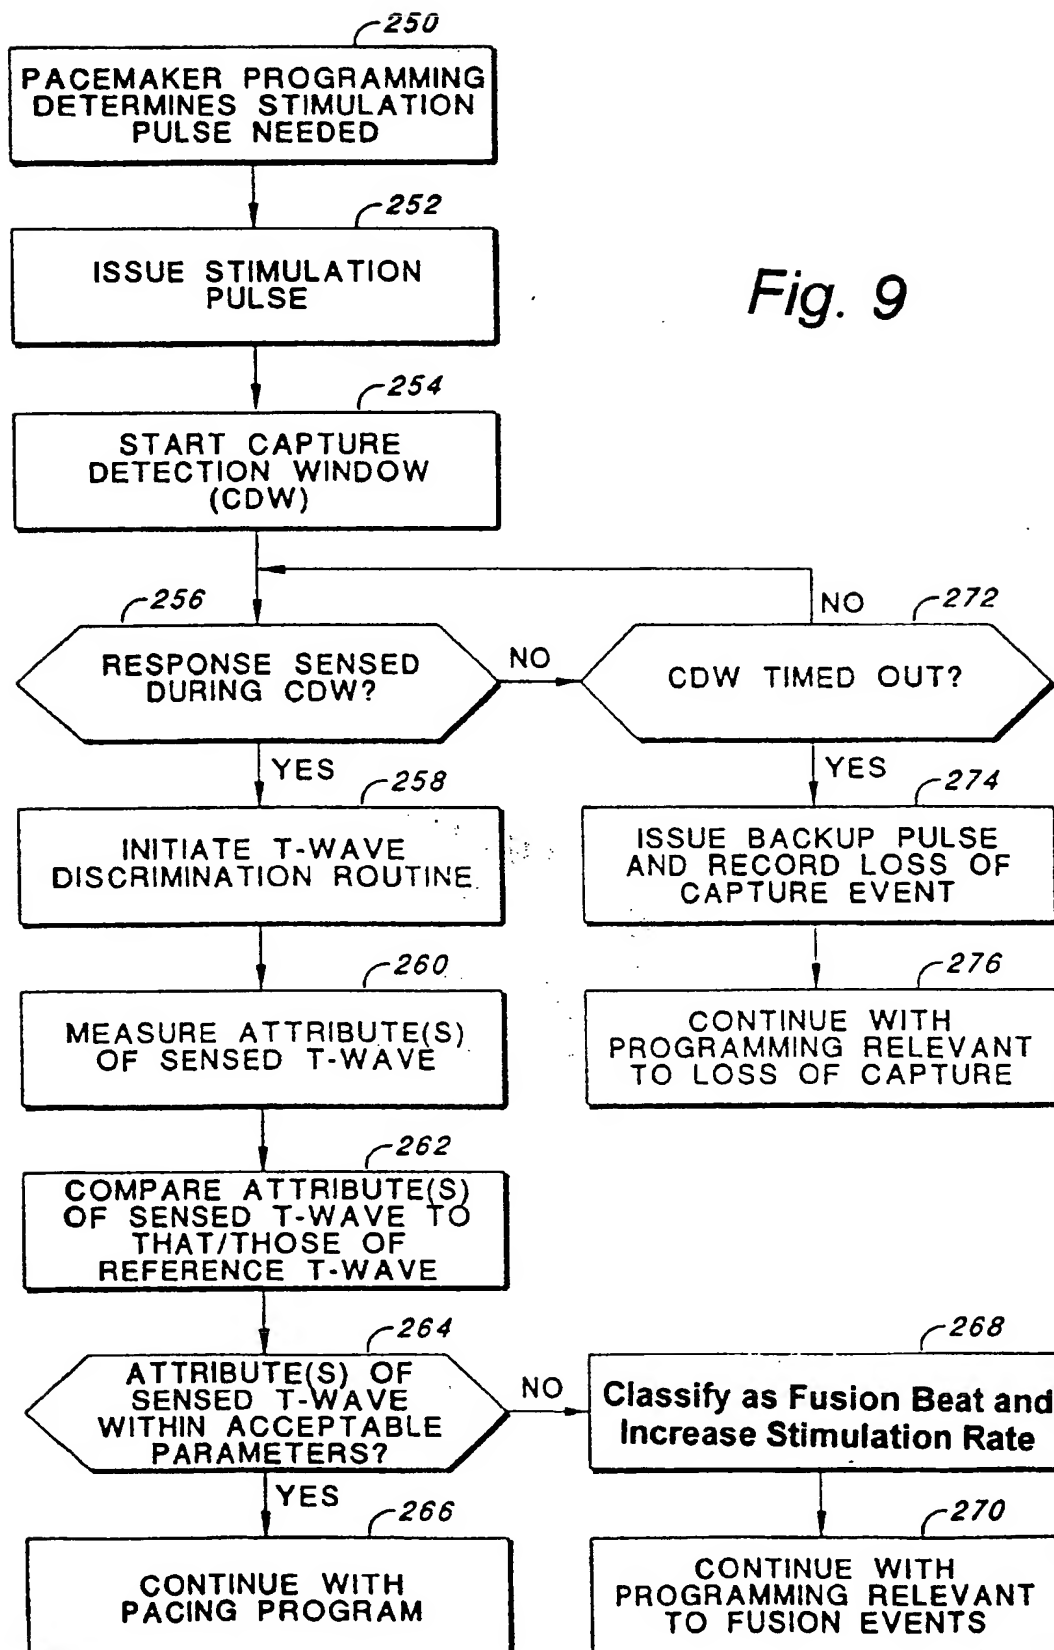 250
PACEMAKER PROGRAMMING
DETERMINES STIMULATION
PULSE NEEDED
252
ISSUE STIMULATION
PULSE
Fig. 9
254
START CAPTURE
DETECTION WINDOW
(CDW)
256
RESPONSE SENSED
DURING CDW?
NO
NO
272
CDW TIMED OUT?
YES
258
INITIATE T-WAVE
DISCRIMINATION ROUTINE
YES
274
ISSUE BACKUP PULSE
AND RECORD LOSS OF
CAPTURE EVENT
260
MEASURE ATTRIBUTE(S)
OF SENSED T-WAVE
276
CONTINUE WITH
PROGRAMMING RELEVANT
TO LOSS OF CAPTURE
262
COMPARE ATTRIBUTE(S)
OF SENSED T-WAVE TO
THAT/THOSE OF
REFERENCE T-WAVE
264
ATTRIBUTE(S) OF
SENSED T-WAVE
WITHIN ACCEPTABLE
PARAMETERS?
NO
268
Classify as Fusion Beat and
Increase Stimulation Rate
YES
266
CONTINUE WITH
PACING PROGRAM
270
CONTINUE WITH
PROGRAMMING RELEVANT
TO FUSION EVENTS